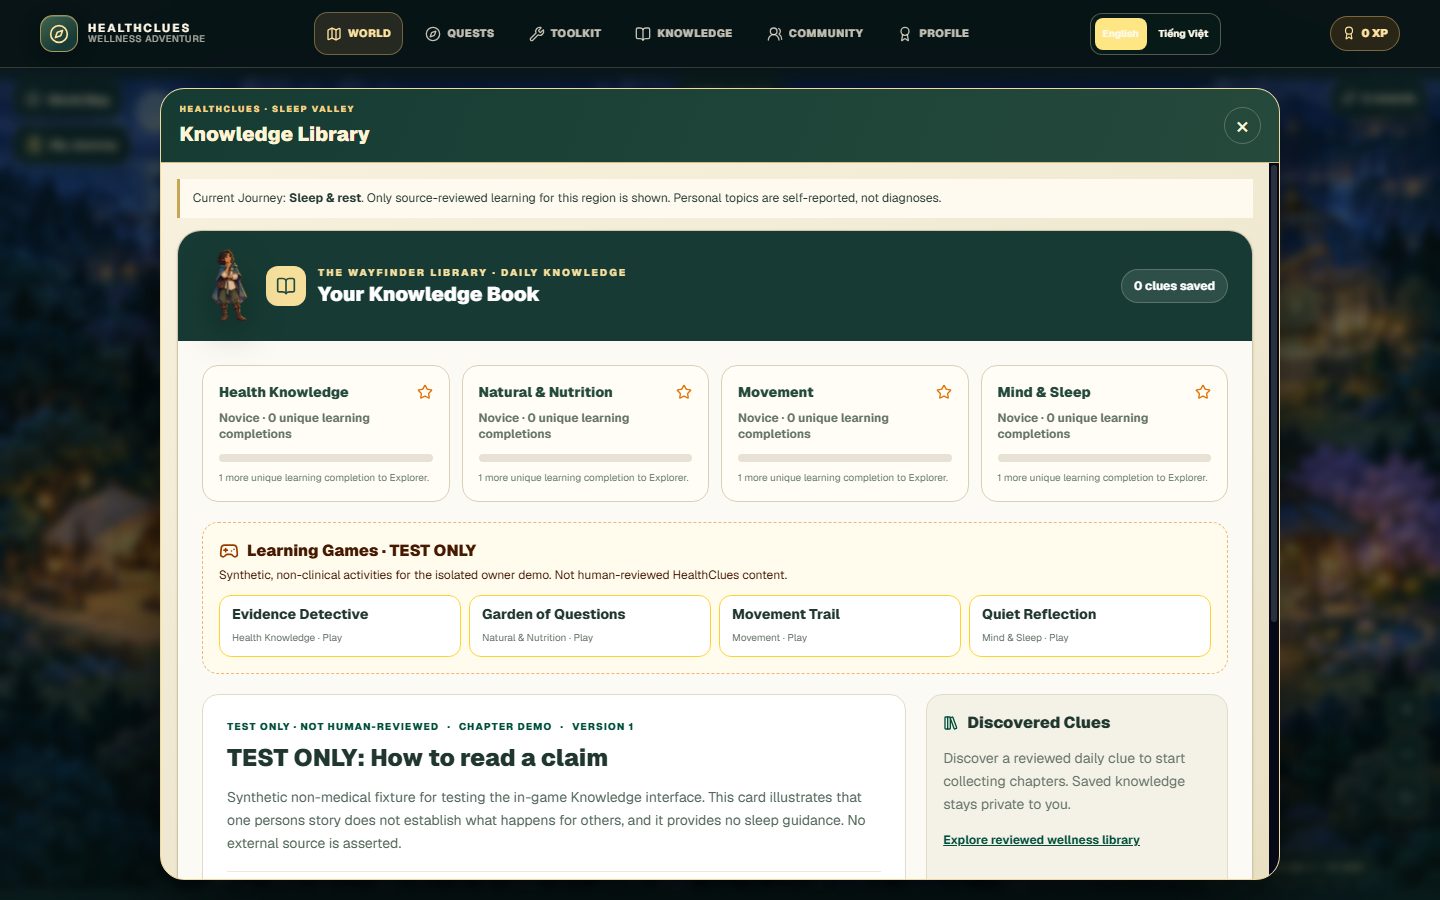 HEALTHCLUES
WELLNESS ADVENTURE
WORLD
QUESTS
TOOLKIT
KNOWLEDGE
COMMUNITY
PROFILE
English
Tiếng Việt
0 XP
HEALTHCLUES · SLEEP VALLEY
Knowledge Library
Current Journey: Sleep & rest. Only source-reviewed learning for this region is shown. Personal topics are self-reported, not diagnoses.
THE WAYFINDER LIBRARY · DAILY KNOWLEDGE
Your Knowledge Book
0 clues saved
Health Knowledge
Novice · 0 unique learning
completions
1 more unique learning completion to Explorer.
Natural & Nutrition
Novice · 0 unique learning
completions
1 more unique learning completion to Explorer.
Movement
Novice · 0 unique learning
completions
1 more unique learning completion to Explorer.
Mind & Sleep
Novice · 0 unique learning
completions
1 more unique learning completion to Explorer.
Learning Games · TEST ONLY
Synthetic, non-clinical activities for the isolated owner demo. Not human-reviewed HealthClues content.
Evidence Detective
Health Knowledge · Play
Garden of Questions
Natural & Nutrition · Play
Movement Trail
Movement · Play
Quiet Reflection
Mind & Sleep · Play
TEST ONLY · NOT HUMAN-REVIEWED · CHAPTER DEMO · VERSION 1
TEST ONLY: How to read a claim
Synthetic non-medical fixture for testing the in-game Knowledge interface. This card illustrates that
one persons story does not establish what happens for others, and it provides no sleep guidance. No
external source is asserted.
Discovered Clues
Discover a reviewed daily clue to start
collecting chapters. Saved knowledge
stays private to you.
Explore reviewed wellness library